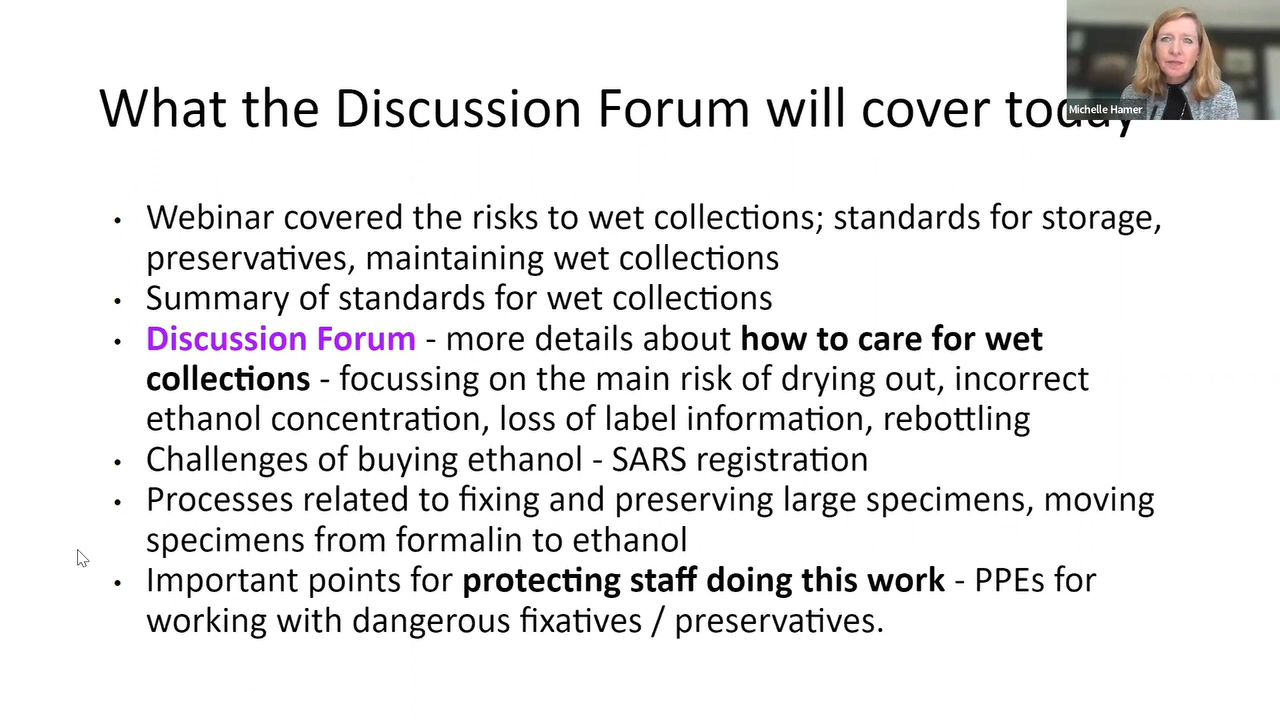 What the Discussion Forum will cover today
Michelle Hamer
• Webinar covered the risks to wet collections; standards for storage,
preservatives, maintaining wet collections
• Summary of standards for wet collections
• Discussion Forum - more details about how to care for wet
collections - focussing on the main risk of drying out, incorrect
ethanol concentration, loss of label information, rebottling
• Challenges of buying ethanol - SARS registration
• Processes related to fixing and preserving large specimens, moving
specimens from formalin to ethanol
• Important points for protecting staff doing this work - PPEs for
working with dangerous fixatives / preservatives.